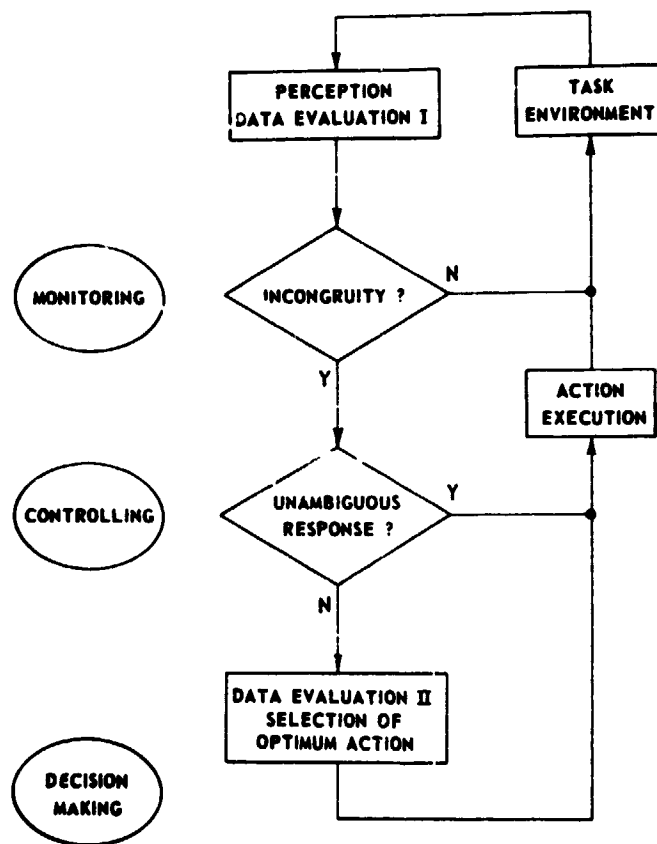 PERCEPTION
DATA EVALUATION I
TASK
ENVIRONMENT
MONITORING
INCONGRUITY ?
N
Y
ACTION
EXECUTION
CONTROLLING
UNAMBIGUOUS
RESPONSE ?
Y
N
DATA EVALUATION II
SELECTION OF
OPTIMUM ACTION
DECISION
MAKING